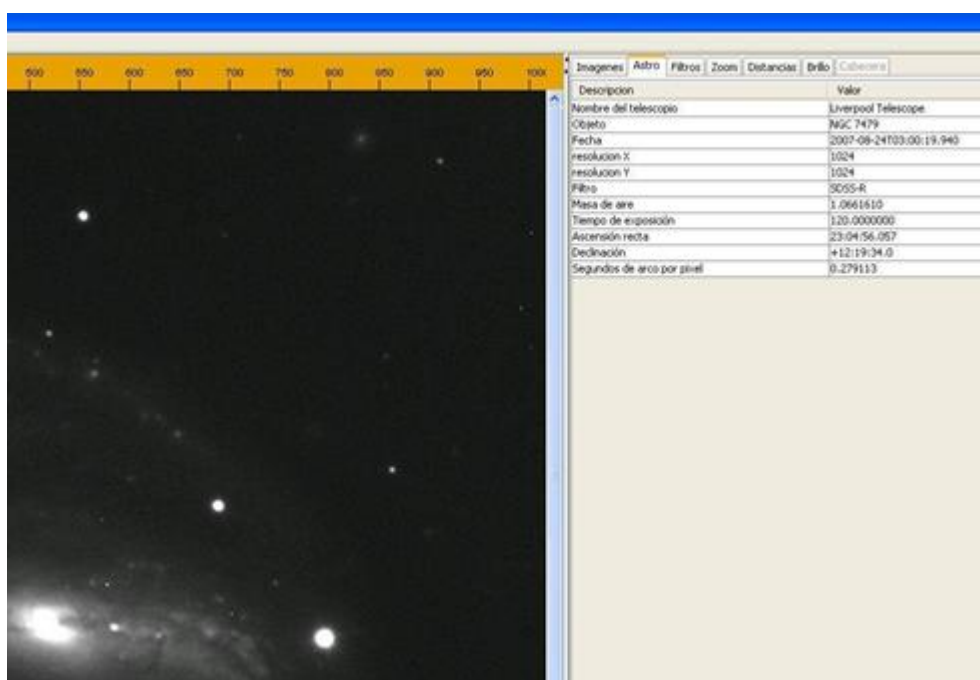 500 550 600 650 700 750 800 850 900 950 100
Imagenes Astro Filtros Zoom Distancias Brillo Cabecera
Descripcion Valor
Nombre del telescopio Liverpool Telescope
Objeto NGC 7479
Fecha 2007-08-24T03:00:19.940
resolucion X 1024
resolucion Y 1024
Filtro SDSS-R
Masa de aire 1.0661610
Tiempo de exposición 120.0000000
Ascensión recta 23:04:56.057
Declinación +12:19:34.0
Segundos de arco por pixel 0.279113